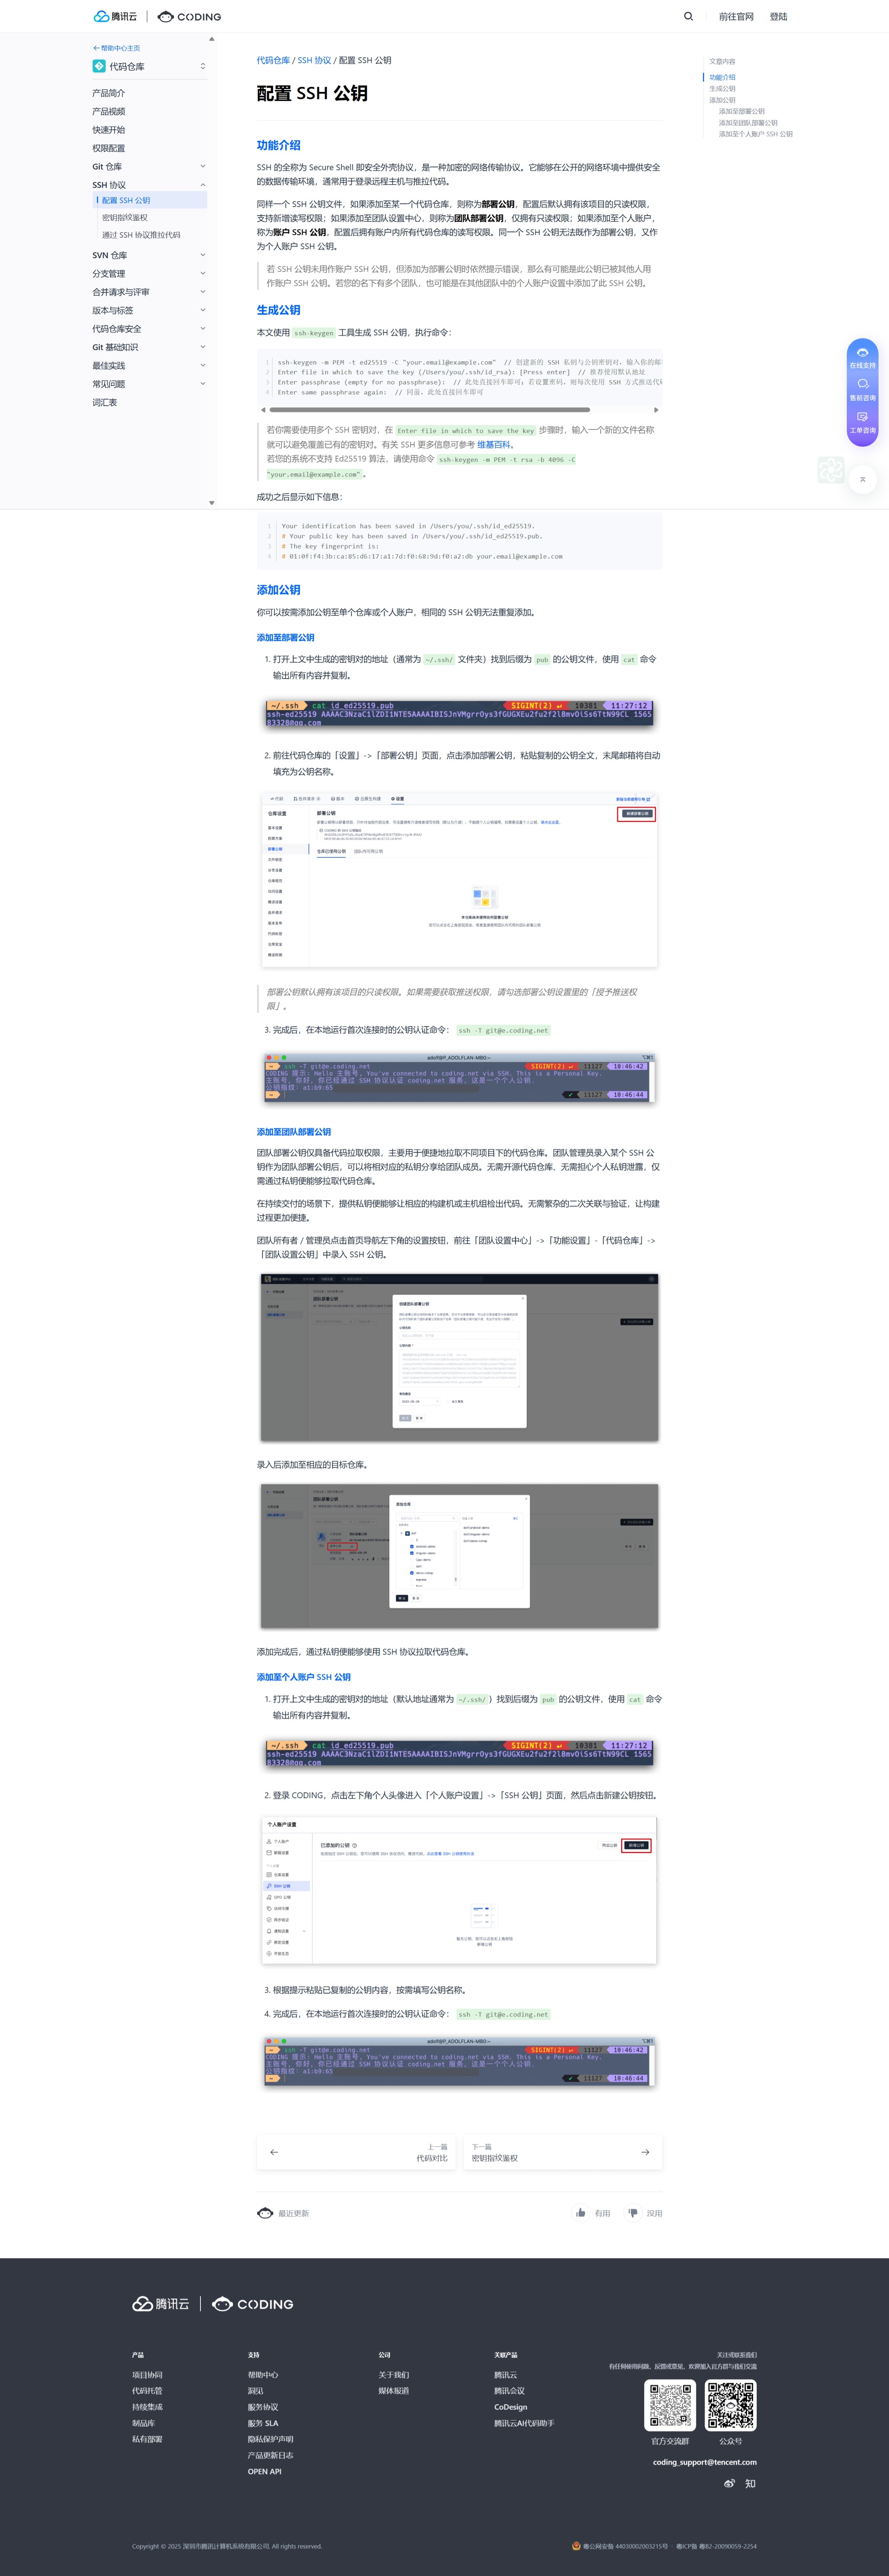 腾讯云 CODING
前往官网
登陆
帮助中心主页
代码仓库
产品简介
产品视频
快速开始
权限配置
Git 仓库
SSH 协议
配置 SSH 公钥
密钥指纹鉴权
通过 SSH 协议推拉代码
SVN 仓库
分支管理
合并请求与评审
版本与标签
代码仓库安全
Git 基础知识
最佳实践
常见问题
词汇表
代码仓库 / SSH 协议 / 配置 SSH 公钥
配置 SSH 公钥
功能介绍
SSH 的全称为 Secure Shell 即安全外壳协议，是一种加密的网络传输协议。它能够在公开的网络环境中提供安全
的数据传输环境，通常用于登录远程主机与推拉代码。
同样一个 SSH 公钥文件，如果添加至某一个代码仓库，则称为部署公钥，配置后默认拥有该项目的只读权限，
支持新增读写权限；如果添加至团队设置中心，则称为团队部署公钥，仅拥有只读权限；如果添加至个人账户，
称为账户 SSH 公钥，配置后拥有账户内所有代码仓库的读写权限。同一个 SSH 公钥无法既作为部署公钥，又作
为个人账户 SSH 公钥。
若 SSH 公钥未用作账户 SSH 公钥，但添加为部署公钥时依然提示错误，那么有可能是此公钥已被其他人用
作账户 SSH 公钥。若您的名下有多个团队，也可能是在其他团队中的个人账户设置中添加了此 SSH 公钥。
生成公钥
本文使用 ssh-keygen 工具生成 SSH 公钥，执行命令：
1 ssh-keygen -m PEM -t ed25519 -C "your.email@example.com" // 创建新的 SSH 私钥与公钥密钥对，输入你的邮
2 Enter file in which to save the key (/Users/you/.ssh/id_rsa): [Press enter] // 推荐使用默认地址
3 Enter passphrase (empty for no passphrase): // 此处直接回车即可；若设置密码，则每次使用 SSH 方式推送代
4 Enter same passphrase again: // 同前，此处直接回车即可
若你需要使用多个 SSH 密钥对，在 Enter file in which to save the key 步骤时，输入一个新的文件名称
就可以避免覆盖已有的密钥对。有关 SSH 更多信息可参考 维基百科。
若您的系统不支持 Ed25519 算法，请使用命令 ssh-keygen -m PEM -t rsa -b 4096 -C
"your.email@example.com" 。
成功之后显示如下信息：
1 Your identification has been saved in /Users/you/.ssh/id_ed25519.
2 # Your public key has been saved in /Users/you/.ssh/id_ed25519.pub.
3 # The key fingerprint is:
4 # 01:0f:f4:3b:ca:85:d6:17:a1:7d:f0:68:9d:f0:a2:db your.email@example.com
添加公钥
你可以按需添加公钥至单个仓库或个人账户，相同的 SSH 公钥无法重复添加。
添加至部署公钥
1. 打开上文中生成的密钥对的地址（通常为 ~/.ssh/ 文件夹）找到后缀为 pub 的公钥文件，使用 cat 命令
输出所有内容并复制。
~/.ssh cat id_ed25519.pub SIGINT(2) 10381 11:27:12
ssh-ed25519 AAAAC3NzaC1lZDI1NTE5AAAAIBISJnVMgrrOys3fGUGXEu2fu2f2l8mvOiSs6TtN99CL 1565
83328@qq.com
2. 前往代码仓库的「设置」->「部署公钥」页面，点击添加部署公钥，粘贴复制的公钥全文，末尾邮箱将自动
填充为公钥名称。
仓库设置
部署公钥
部署公钥默认拥有该项目的只读权限。如果需要获取推送权限，请勾选部署公钥设置里的「授予推送权
限」。
3. 完成后，在本地运行首次连接时的公钥认证命令： ssh -T git@e.coding.net
adolf@P_ADOLFLAN-MB0:~
~ ssh -T git@e.coding.net SIGINT(2) 11127 10:46:42
CODING 提示: Hello 主账号, You've connected to coding.net via SSH. This is a Personal Key.
主账号，你好，你已经通过 SSH 协议认证 coding.net 服务，这是一个个人公钥.
公钥指纹：a1:b9:65
~ 11127 10:46:44
添加至团队部署公钥
团队部署公钥仅具备代码拉取权限，主要用于便捷地拉取不同项目下的代码仓库。团队管理员录入某个 SSH 公
钥作为团队部署公钥后，可以将相对应的私钥分享给团队成员。无需开源代码仓库、无需担心个人私钥泄露，仅
需通过私钥便能够拉取代码仓库。
在持续交付的场景下，提供私钥便能够让相应的构建机或主机组检出代码。无需繁杂的二次关联与验证，让构建
过程更加便捷。
团队所有者 / 管理员点击首页导航左下角的设置按钮，前往「团队设置中心」->「功能设置」-「代码仓库」->
「团队设置公钥」中录入 SSH 公钥。
创建团队部署公钥
录入后添加至相应的目标仓库。
添加仓库
添加完成后，通过私钥便能够使用 SSH 协议拉取代码仓库。
添加至个人账户 SSH 公钥
1. 打开上文中生成的密钥对的地址（默认地址通常为 ~/.ssh/ ）找到后缀为 pub 的公钥文件，使用 cat 命令
输出所有内容并复制。
~/.ssh cat id_ed25519.pub SIGINT(2) 10381 11:27:12
ssh-ed25519 AAAAC3NzaC1lZDI1NTE5AAAAIBISJnVMgrrOys3fGUGXEu2fu2f2l8mvOiSs6TtN99CL 1565
83328@qq.com
2. 登录 CODING，点击左下角个人头像进入「个人账户设置」->「SSH 公钥」页面，然后点击新建公钥按钮。
个人账户设置
已添加的公钥
SSH 公钥
GPG 公钥
3. 根据提示粘贴已复制的公钥内容，按需填写公钥名称。
4. 完成后，在本地运行首次连接时的公钥认证命令： ssh -T git@e.coding.net
adolf@P_ADOLFLAN-MB0:~
~ ssh -T git@e.coding.net SIGINT(2) 11127 10:46:42
CODING 提示: Hello 主账号, You've connected to coding.net via SSH. This is a Personal Key.
主账号，你好，你已经通过 SSH 协议认证 coding.net 服务，这是一个个人公钥.
公钥指纹：a1:b9:65
~ 11127 10:46:44
上一篇
代码对比
下一篇
密钥指纹鉴权
最近更新
有用
没用
文章内容
功能介绍
生成公钥
添加公钥
添加至部署公钥
添加至团队部署公钥
添加至个人账户 SSH 公钥
在线支持
售前咨询
工单咨询
腾讯云 CODING
产品
项目协同
代码托管
持续集成
制品库
私有部署
支持
帮助中心
洞见
服务协议
服务 SLA
隐私保护声明
产品更新日志
OPEN API
公司
关于我们
媒体报道
关联产品
腾讯云
腾讯会议
CoDesign
腾讯云AI代码助手
关注或联系我们
有任何使用问题、反馈或意见，欢迎加入官方群与我们交流
官方交流群
公众号
coding_support@tencent.com
Copyright © 2025 深圳市腾讯计算机系统有限公司. All rights reserved.
粤公网安备 44030002003215号 | 粤ICP备 粤B2-20090059-2254